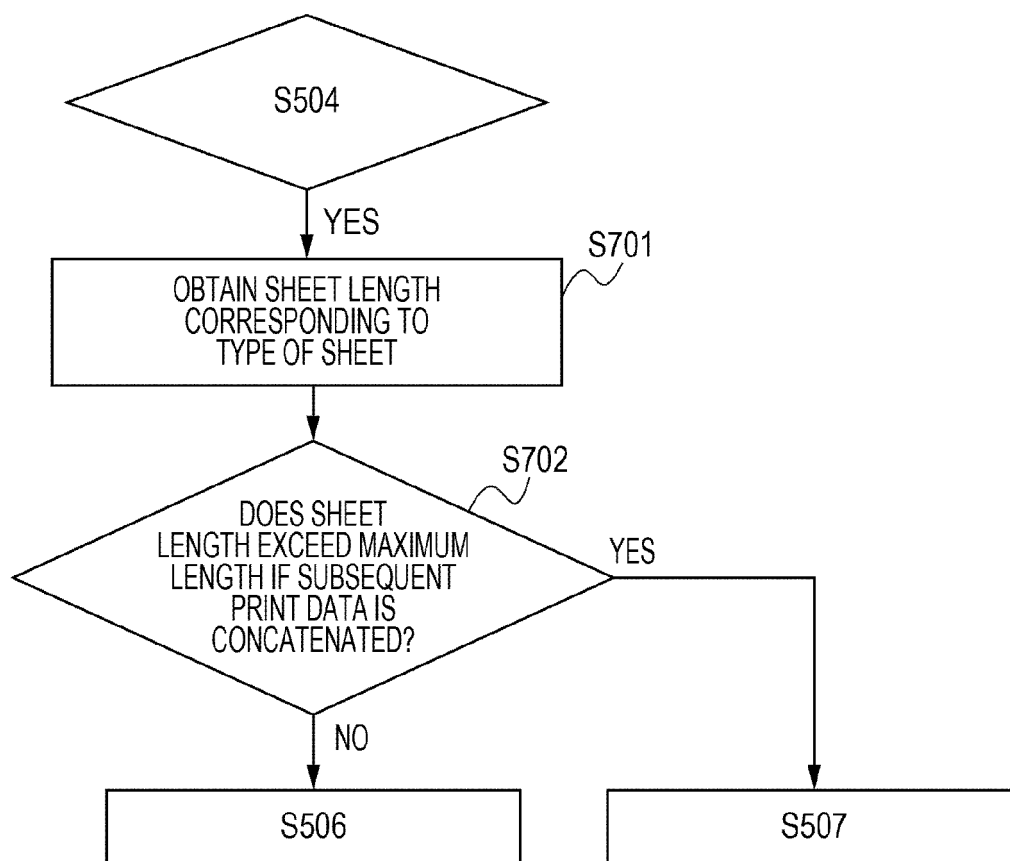 S504
YES
S701
OBTAIN SHEET LENGTH
CORRESPONDING TO
TYPE OF SHEET
S702
DOES SHEET
LENGTH EXCEED MAXIMUM
LENGTH IF SUBSEQUENT
PRINT DATA IS
CONCATENATED?
YES
NO
S506
S507